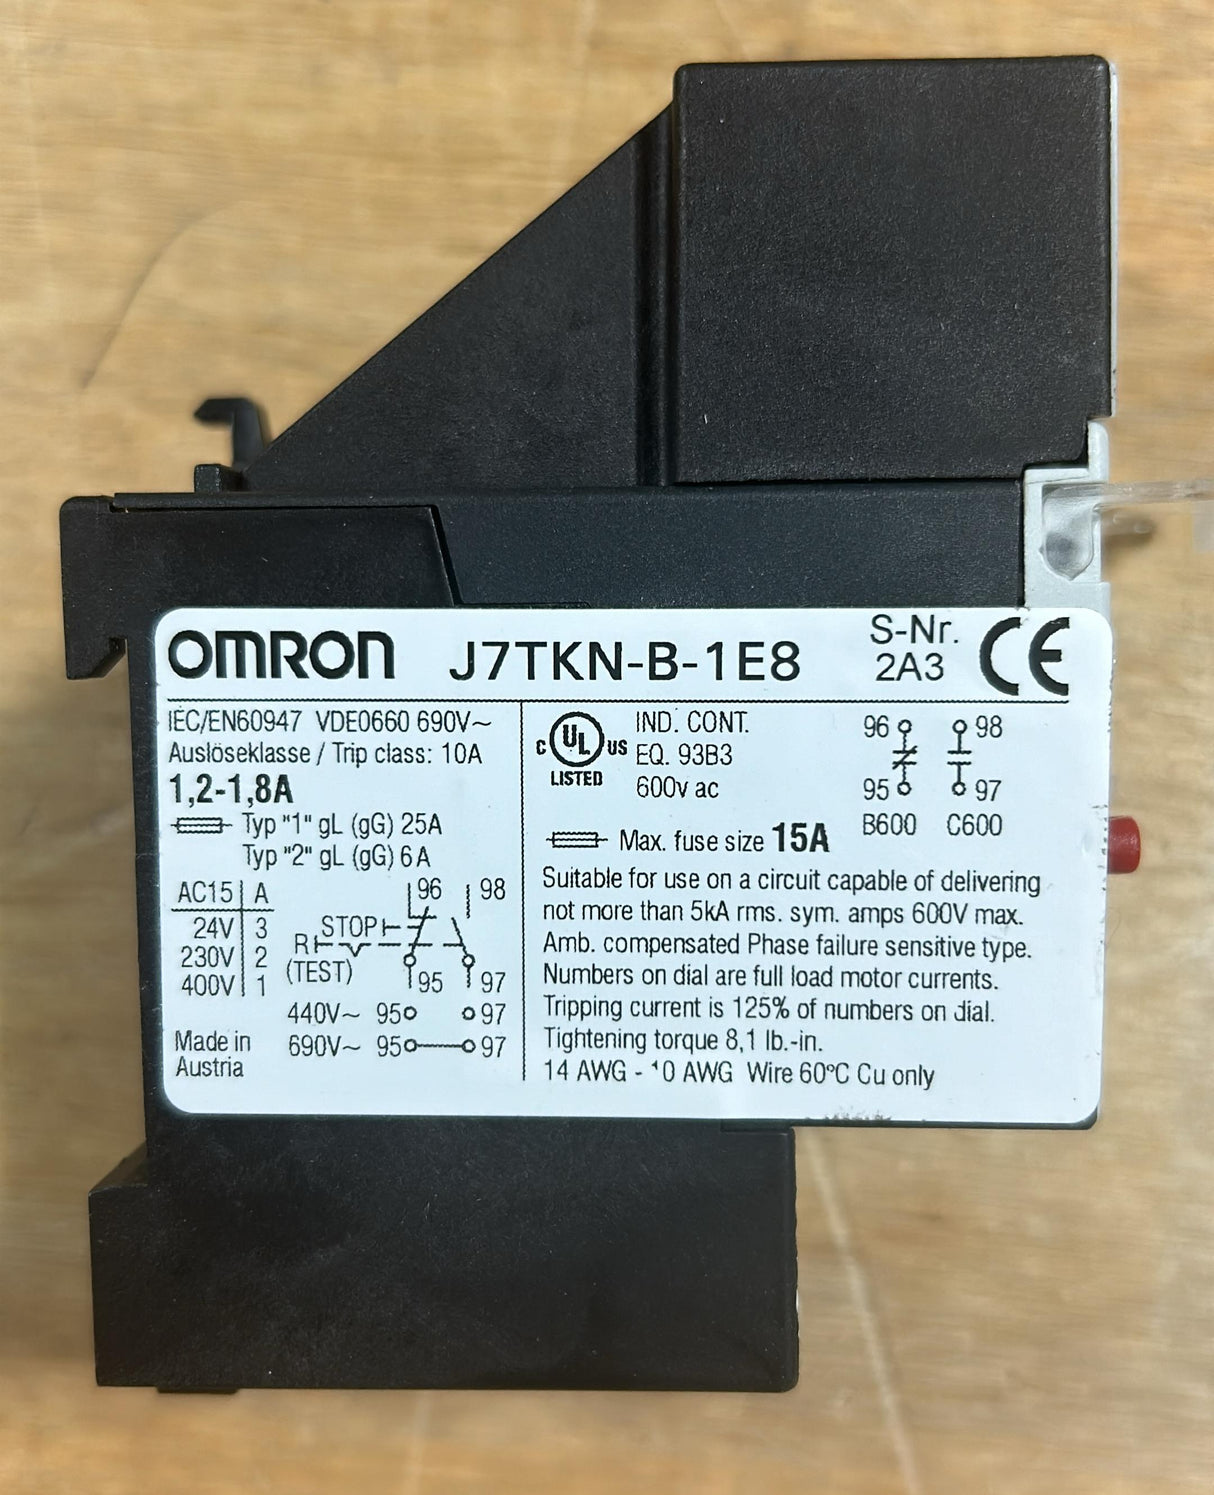 OMRON J7TKN-B-1E8 S-Nr. 2A3 CE
IEC/EN60947 VDE0660 690V~
Auslöseklasse / Trip class: 10A
1,2-1,8A
Typ "1" gL (gG) 25A
Typ "2" gL (gG) 6A
AC15 A
24V 3
230V 2
400V 1
96 98
STOP
R
(TEST)
95 97
440V~ 95 97
690V~ 95 97
Made in
Austria
C UL US
LISTED
IND. CONT.
EQ. 93B3
600v ac
96 98
95 97
B600 C600
Max. fuse size 15A
Suitable for use on a circuit capable of delivering
not more than 5kA rms. sym. amps 600V max.
Amb. compensated Phase failure sensitive type.
Numbers on dial are full load motor currents.
Tripping current is 125% of numbers on dial.
Tightening torque 8,1 lb.-in.
14 AWG - 10 AWG Wire 60°C Cu only